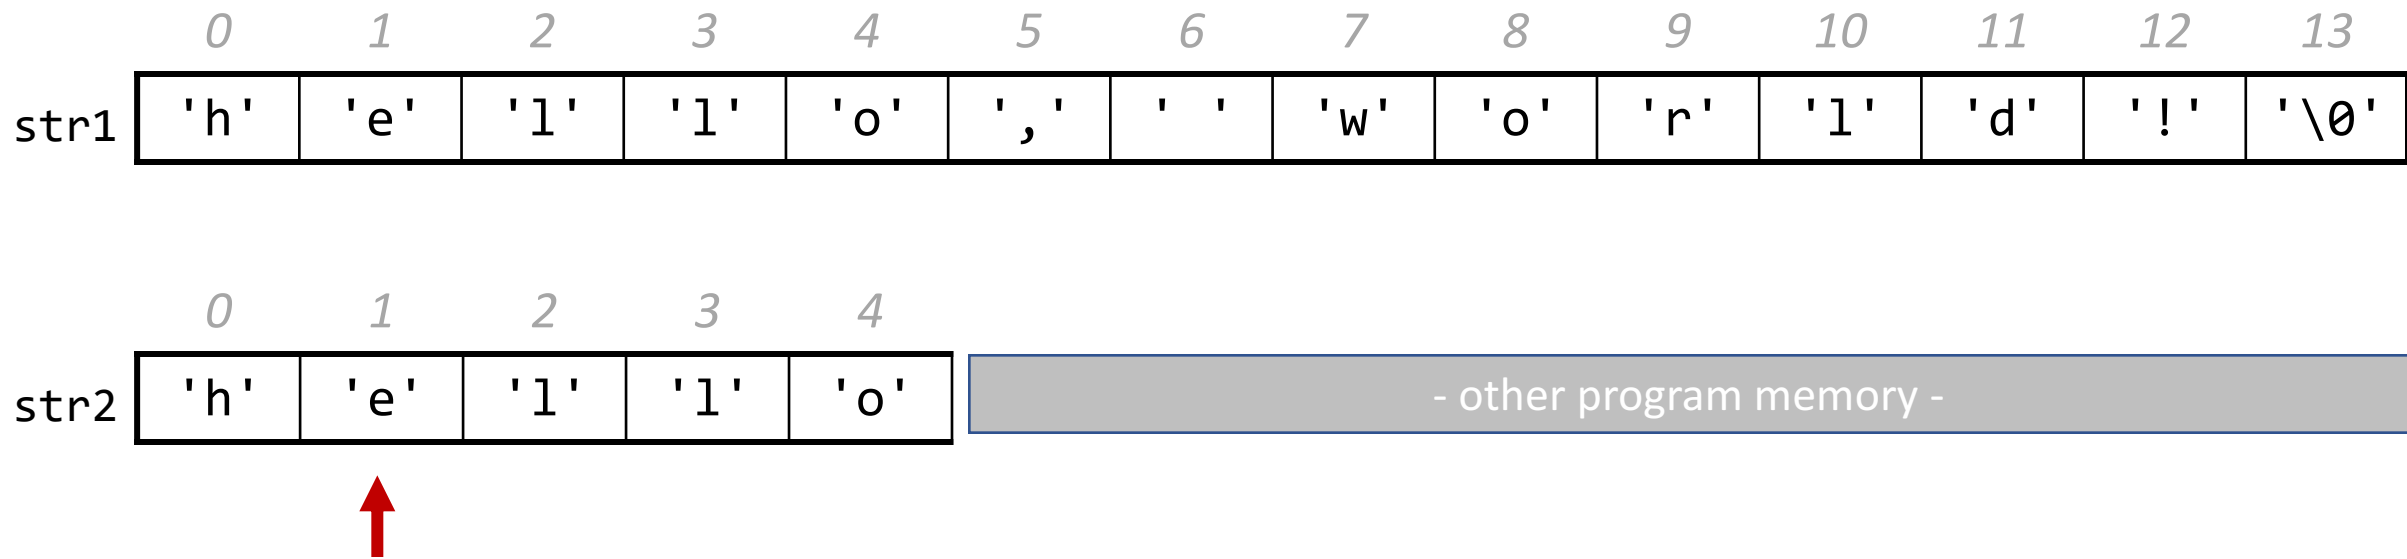 0 1 2 3 4 5 6 7 8 9 10 11 12 13
str1 'h' 'e' 'l' 'l' 'o' ',' ' ' 'w' 'o' 'r' 'l' 'd' '!' '\0'
0 1 2 3 4
str2 'h' 'e' 'l' 'l' 'o' - other program memory -